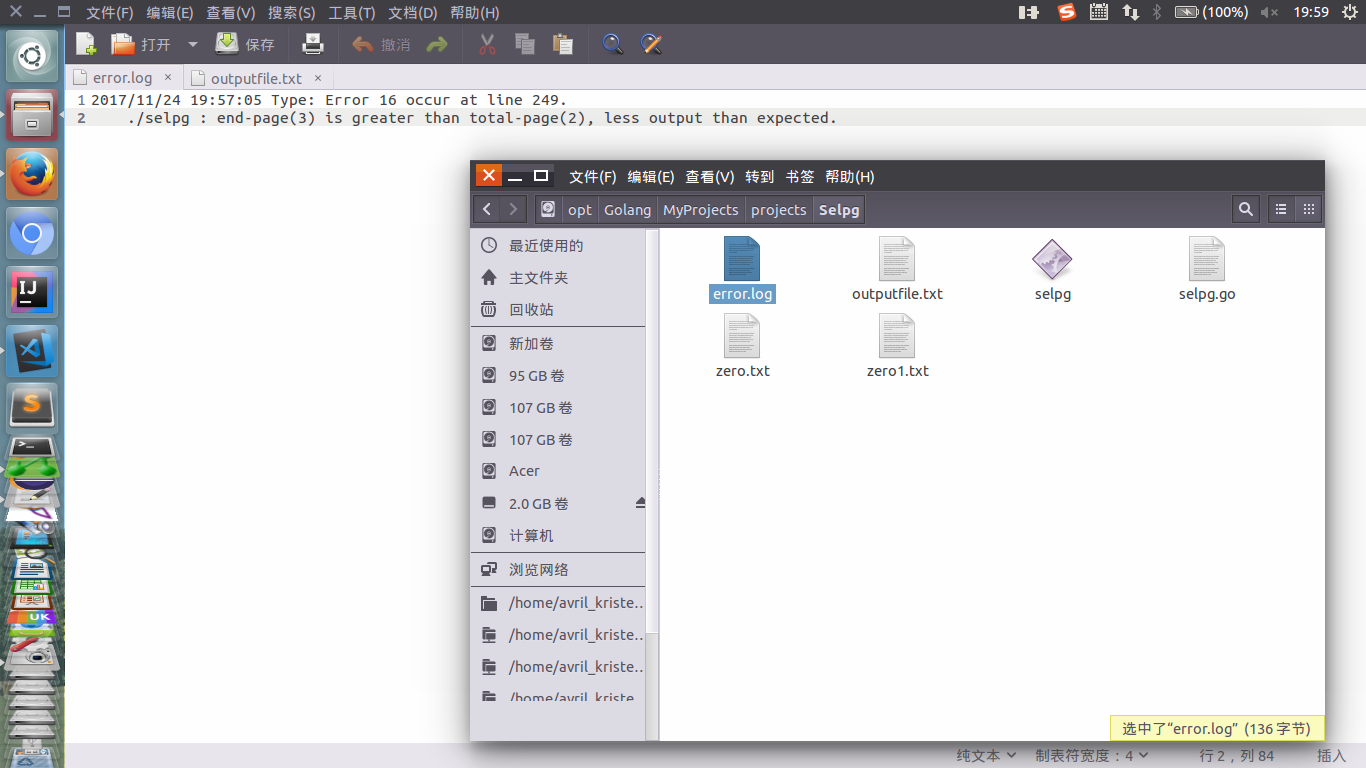 文件(F) 编辑(E) 查看(V) 搜索(S) 工具(T) 文档(D) 帮助(H)
(100%) 19:59
打开 保存 撤消
error.log × outputfile.txt ×
1 2017/11/24 19:57:05 Type: Error 16 occur at line 249.
2 ./selpg : end-page(3) is greater than total-page(2), less output than expected.
文件(F) 编辑(E) 查看(V) 转到 书签 帮助(H)
opt Golang MyProjects projects Selpg
最近使用的
主文件夹
回收站
新加卷
95 GB 卷
107 GB 卷
107 GB 卷
Acer
2.0 GB 卷
计算机
浏览网络
/home/avril_kriste…
/home/avril_kriste…
/home/avril_kriste…
/home/avril_kriste
error.log
outputfile.txt
selpg
selpg.go
zero.txt
zero1.txt
选中了“error.log” (136 字节)
纯文本 制表符宽度：4 行 2，列 84 插入
IJ
S
>_
UK